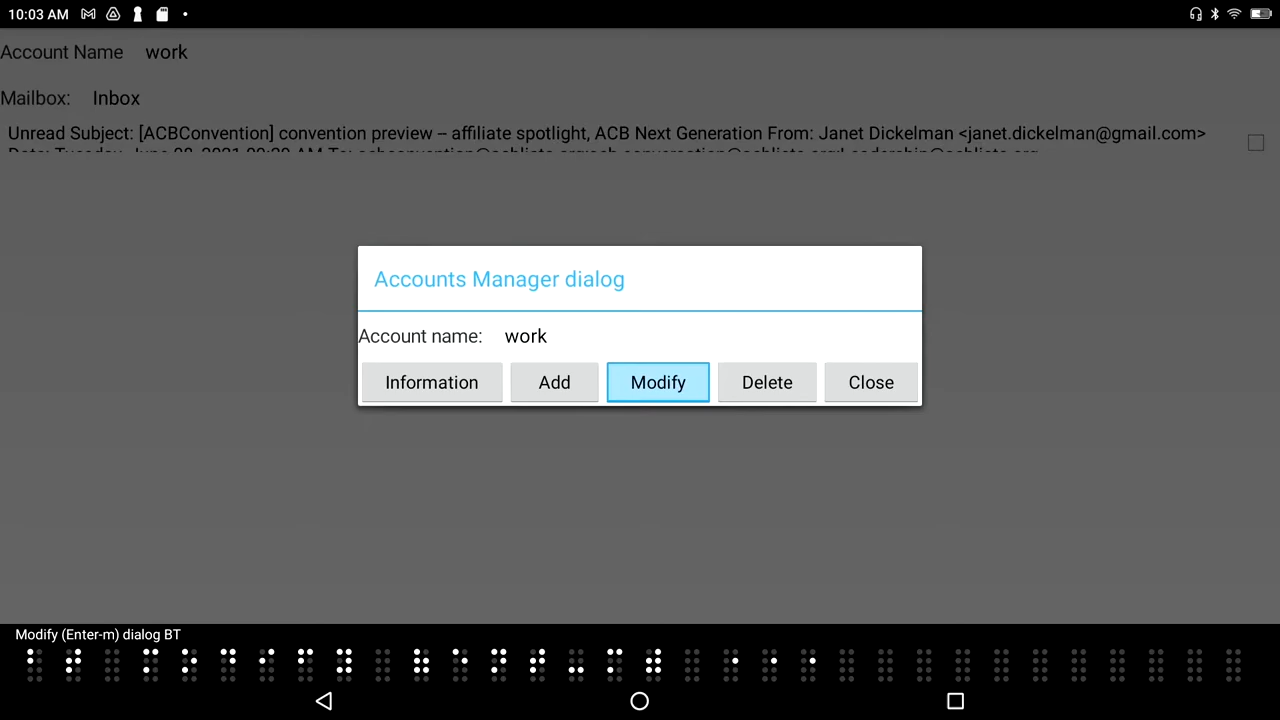 10:03 AM
Account Name work
Mailbox: Inbox
Unread Subject: [ACBConvention] convention preview -- affiliate spotlight, ACB Next Generation From: Janet Dickelman <janet.dickelman@gmail.com>
Accounts Manager dialog
Account name: work
Information Add Modify Delete Close
Modify (Enter-m) dialog BT